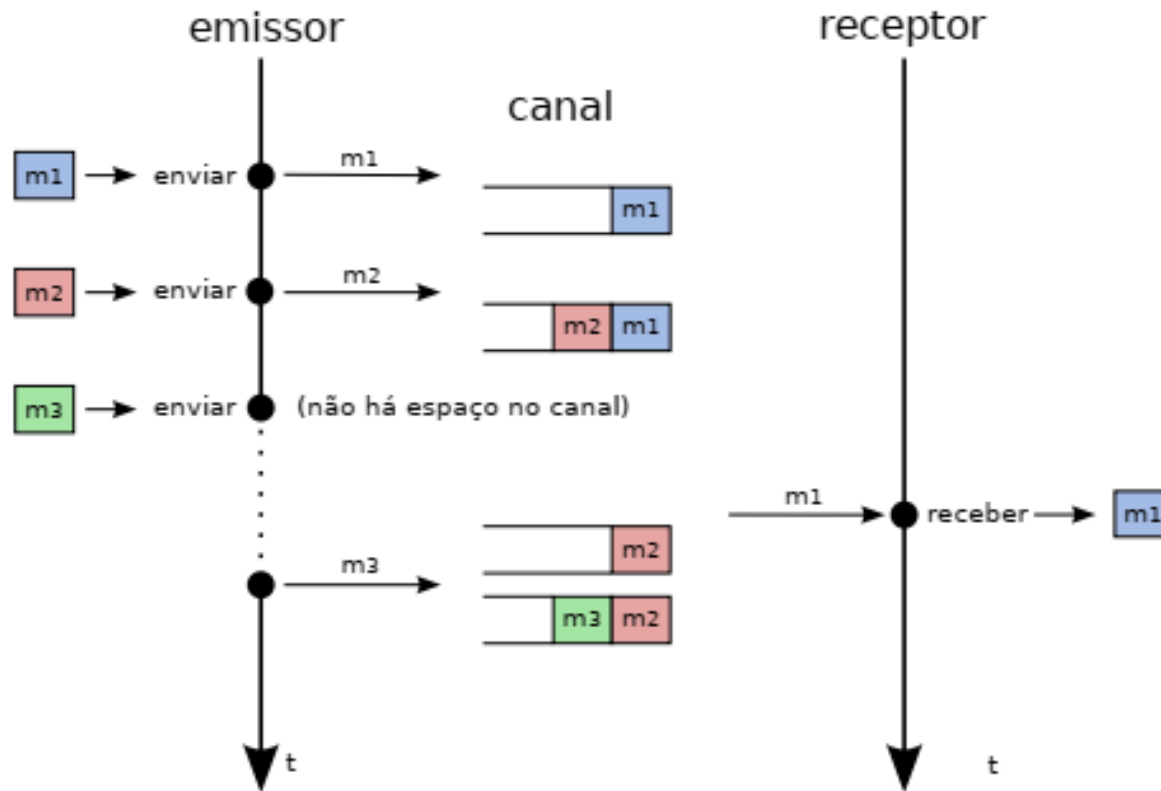 emissor
receptor
canal
m1 enviar m1
m1
m2 enviar m2
m2 m1
m3 enviar (não há espaço no canal)
m1 receber m1
m2
m3
m3 m2
t
t